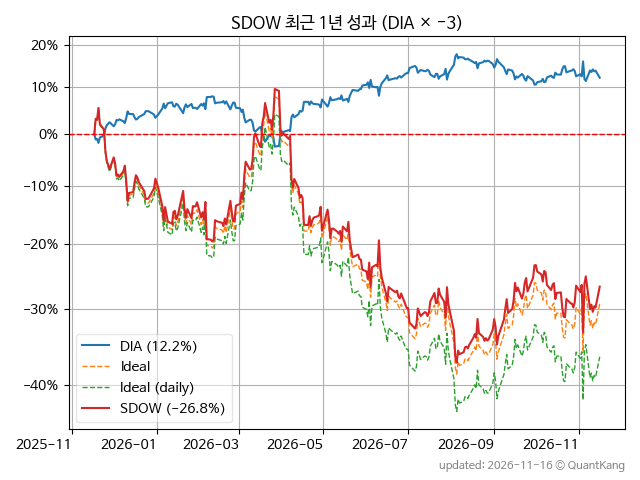 SDOW 최근 1년 성과 (DIA × −3)
20%
10%
0%
−10%
−20%
−30%
−40%
DIA (12.2%)
Ideal
Ideal (daily)
SDOW (−26.8%)
2025-11
2026-01
2026-03
2026-05
2026-07
2026-09
2026-11
updated: 2026-11-16 © QuantKang